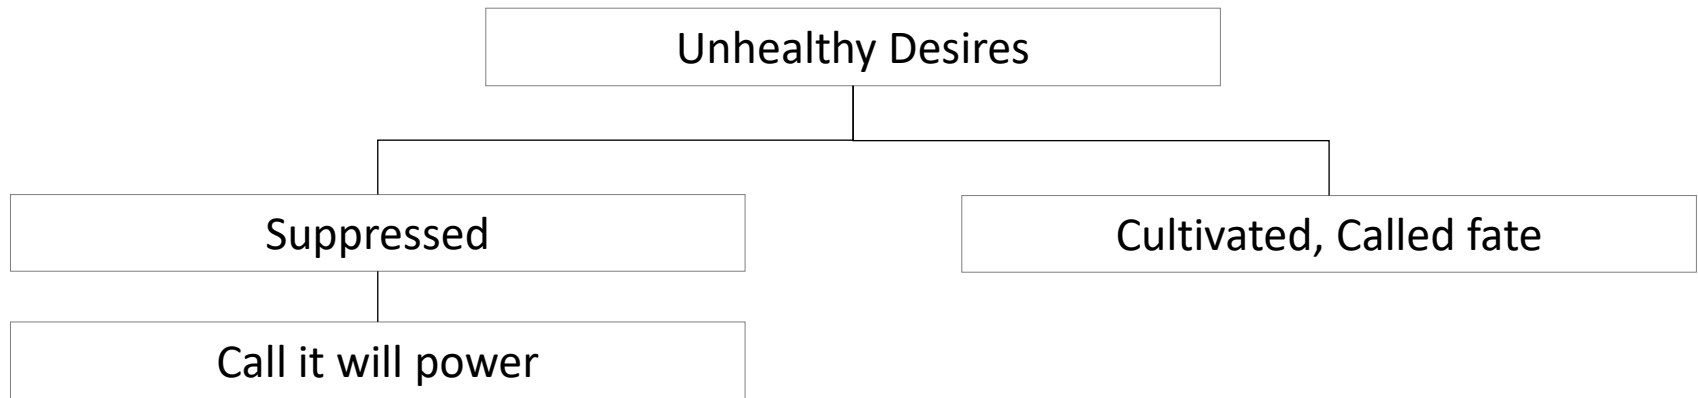 Unhealthy Desires
Suppressed
Cultivated, Called fate
Call it will power